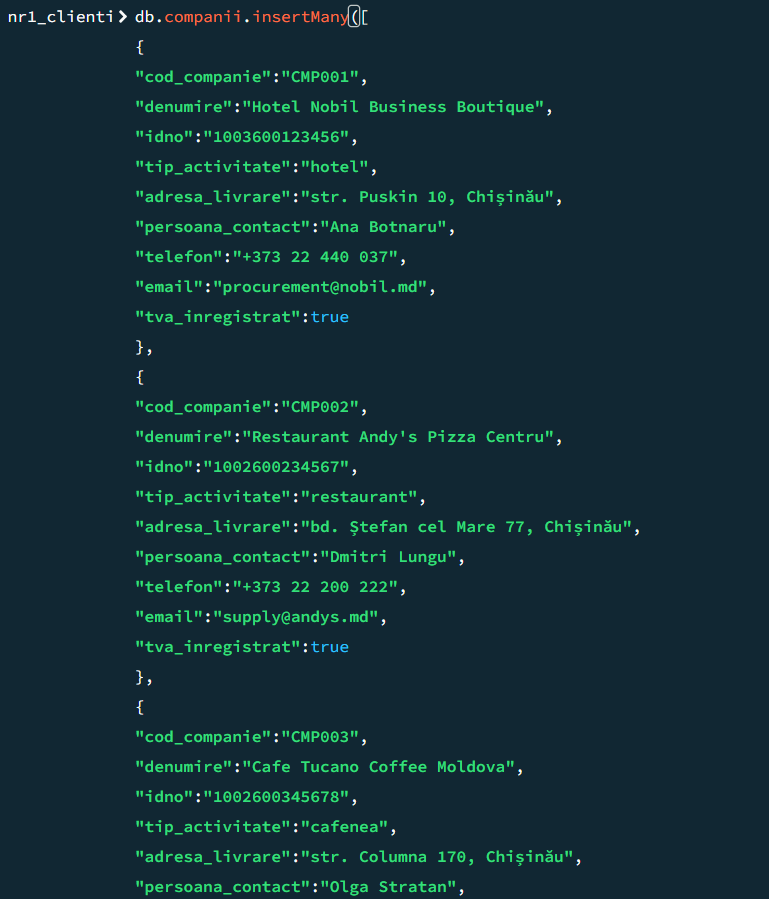 nr1_clienti> db.companii.insertMany([
{
"cod_companie":"CMP001",
"denumire":"Hotel Nobil Business Boutique",
"idno":"1003600123456",
"tip_activitate":"hotel",
"adresa_livrare":"str. Puskin 10, Chișinău",
"persoana_contact":"Ana Botnaru",
"telefon":"+373 22 440 037",
"email":"procurement@nobil.md",
"tva_inregistrat":true
},
{
"cod_companie":"CMP002",
"denumire":"Restaurant Andy's Pizza Centru",
"idno":"1002600234567",
"tip_activitate":"restaurant",
"adresa_livrare":"bd. Ștefan cel Mare 77, Chișinău",
"persoana_contact":"Dmitri Lungu",
"telefon":"+373 22 200 222",
"email":"supply@andys.md",
"tva_inregistrat":true
},
{
"cod_companie":"CMP003",
"denumire":"Cafe Tucano Coffee Moldova",
"idno":"1002600345678",
"tip_activitate":"cafenea",
"adresa_livrare":"str. Columna 170, Chișinău",
"persoana_contact":"Olga Stratan",